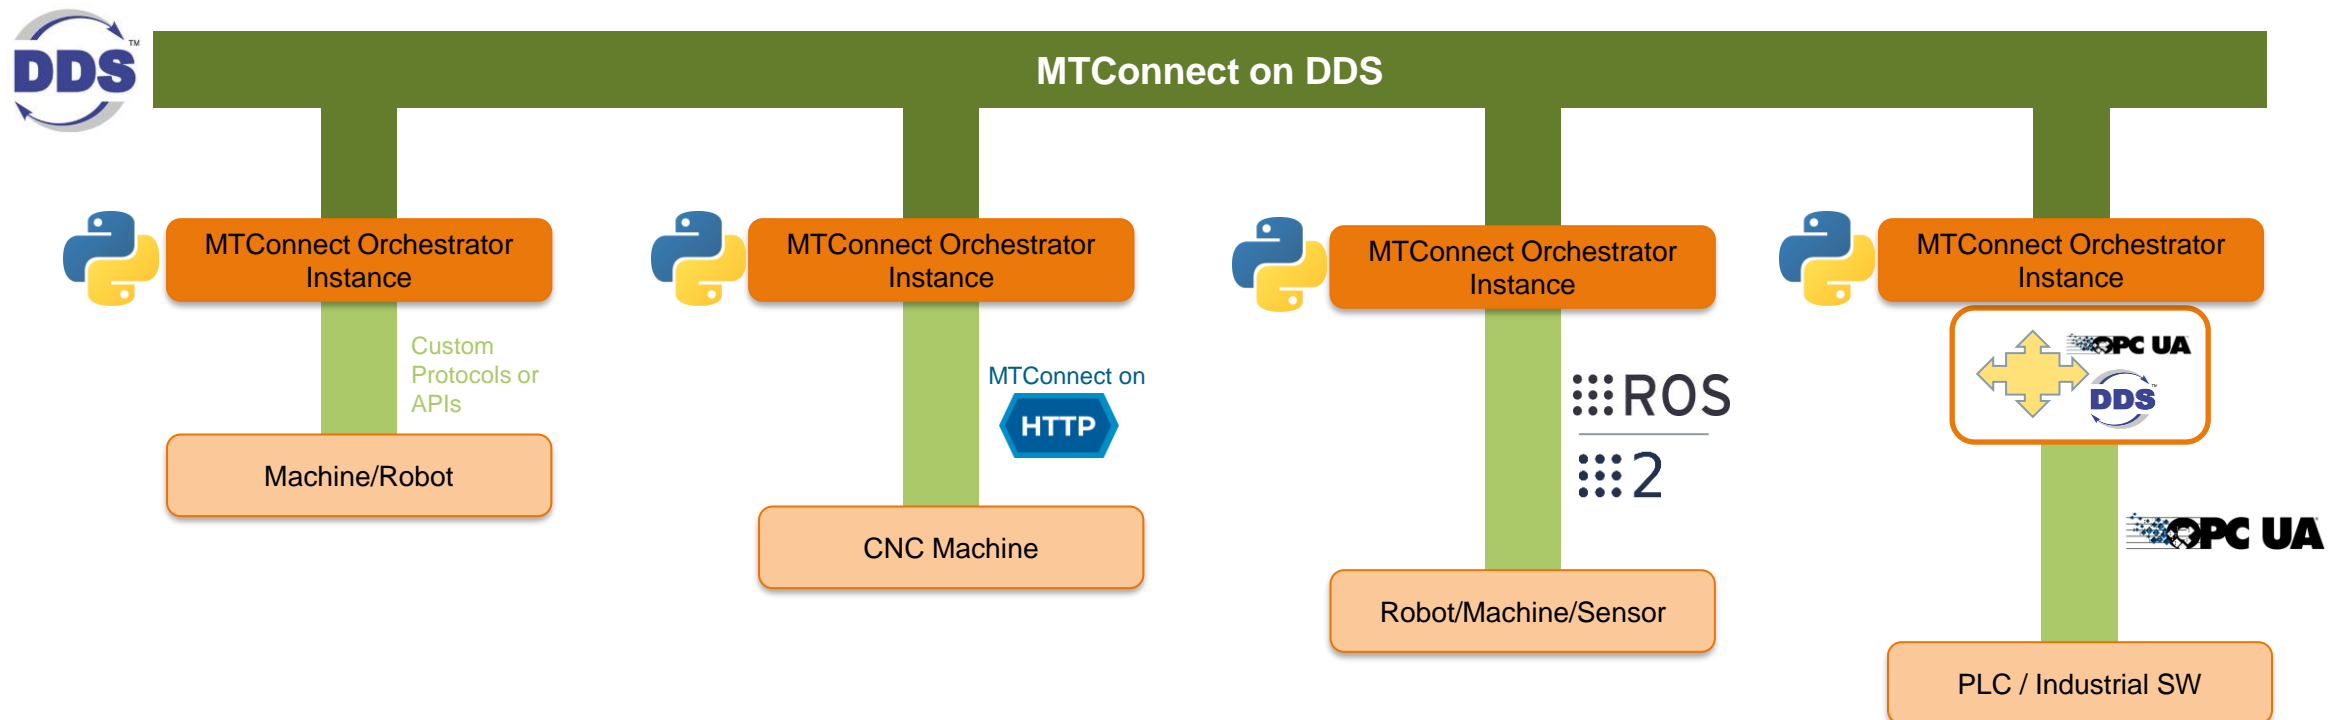 DDS
TM
MTConnect on DDS
MTConnect Orchestrator
Instance
MTConnect Orchestrator
Instance
MTConnect Orchestrator
Instance
MTConnect Orchestrator
Instance
Custom
Protocols or
APIs
MTConnect on
HTTP
ROS
2
OPC UA
DDS
TM
OPC UA
Machine/Robot
CNC Machine
Robot/Machine/Sensor
PLC / Industrial SW